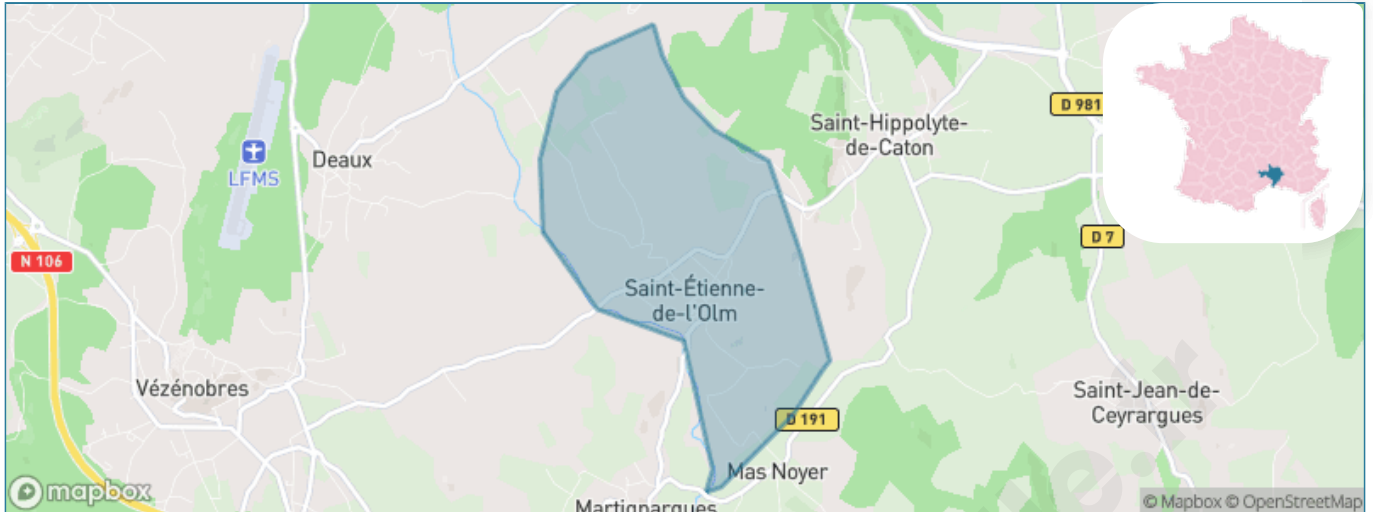 D 981
Saint-Hippolyte-
de-Caton
Deaux
LFMS
D 7
N 106
Saint-Étienne-
de-l'Olm
Vézénobres
Saint-Jean-de-
Ceyrargues
D 191
Mas Noyer
Martignargues
mapbox
© Mapbox © OpenStreetMap